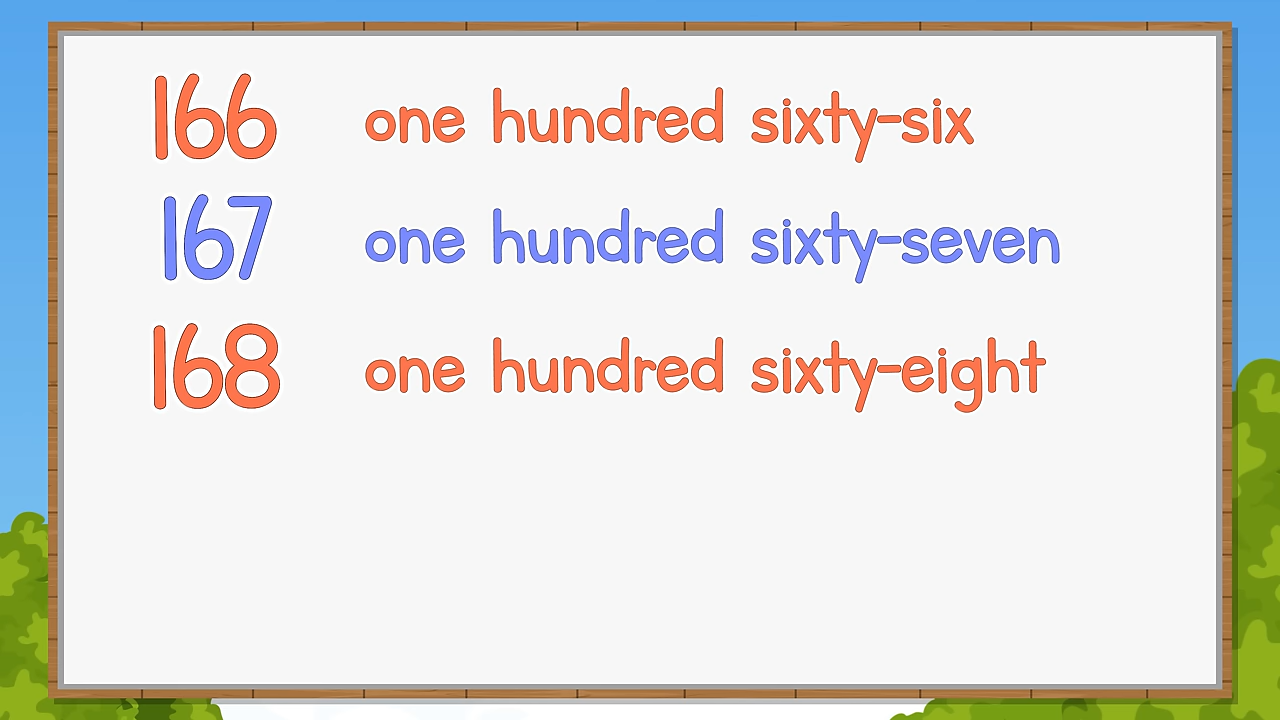 166 one hundred sixty-six
167 one hundred sixty-seven
168 one hundred sixty-eight